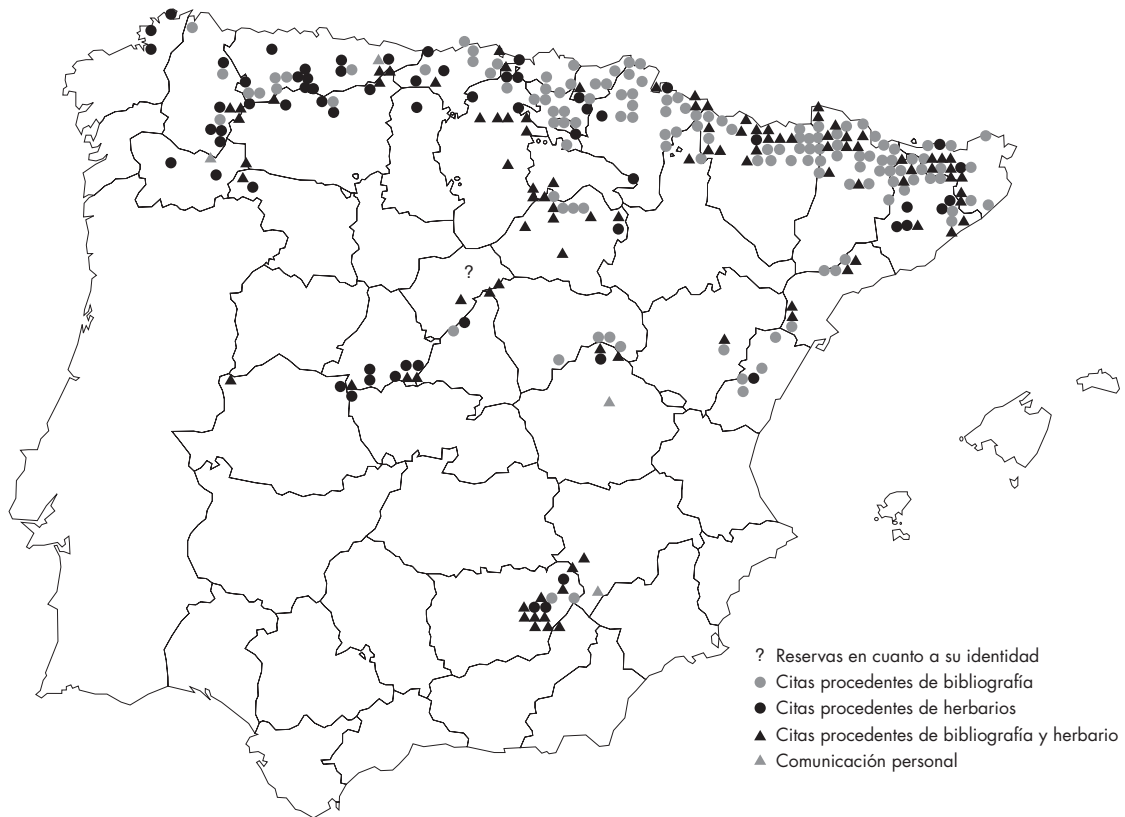 ?
? Reservas en cuanto a su identidad
Citas procedentes de bibliografía
Citas procedentes de herbarios
Citas procedentes de bibliografía y herbario
Comunicación personal